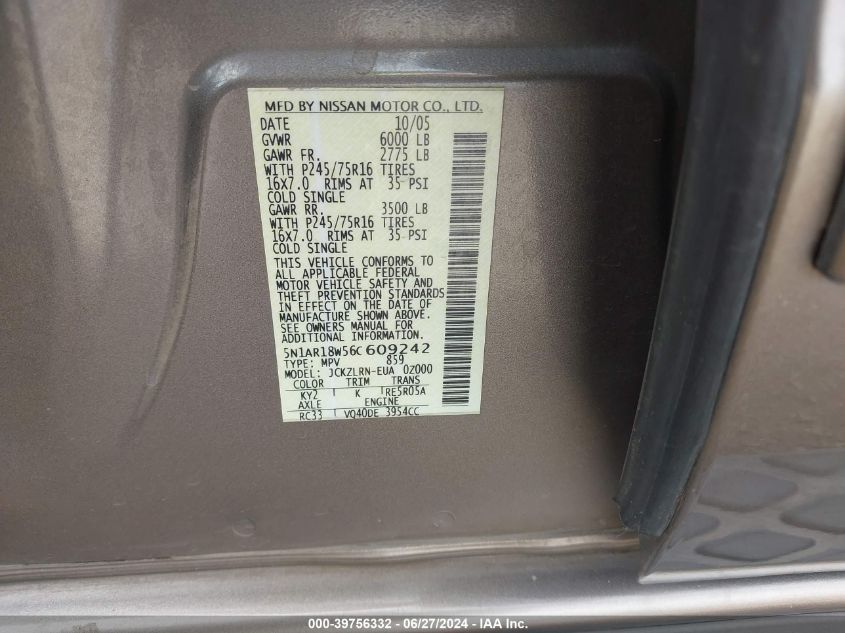 MFD BY NISSAN MOTOR CO., LTD.
DATE 10/05
GVWR 6000 LB
GAWR FR. 2775 LB
WITH P245/75R16 TIRES
16X7.0 RIMS AT 35 PSI
COLD SINGLE
GAWR RR. 3500 LB
WITH P245/75R16 TIRES
16X7.0 RIMS AT 35 PSI
COLD SINGLE
THIS VEHICLE CONFORMS TO
ALL APPLICABLE FEDERAL
MOTOR VEHICLE SAFETY AND
THEFT PREVENTION STANDARDS
IN EFFECT ON THE DATE OF
MANUFACTURE SHOWN ABOVE.
SEE OWNERS MANUAL FOR
ADDITIONAL INFORMATION.
5N1AR18W56C609242
TYPE: MPV 859
MODEL: JCKZLRN-EUA 0Z000
COLOR TRIM TRANS
KY2 K RE5R05A
AXLE ENGINE
RC33 VQ40DE 3954CC
000-39756332 / 06/27/2024 - IAA Inc.